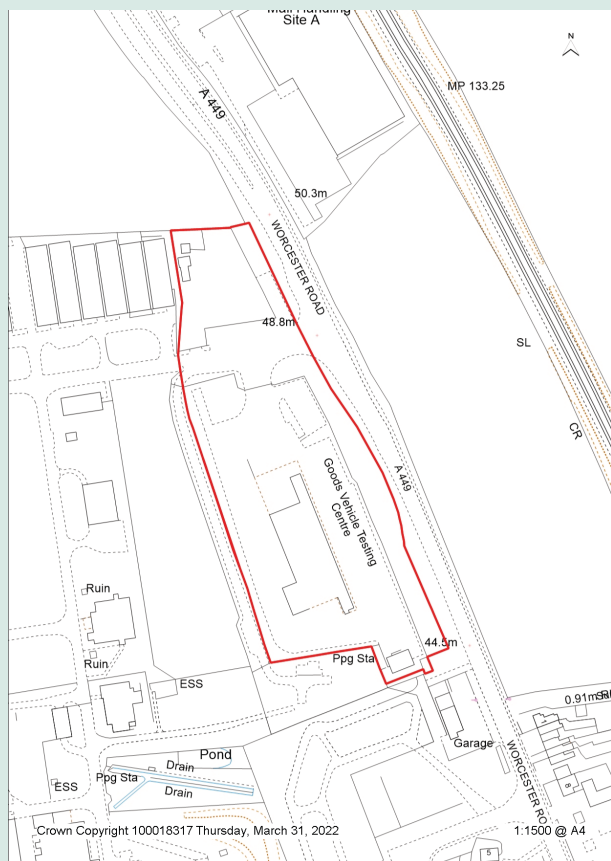 Site A
N
MP 133.25
A 449
50.3m
WORCESTER ROAD
48.8m
SL
CR
A 449
Goods Vehicle Testing
Centre
Ruin
44.5m
Ppg Sta
Ruin
ESS
0.91m
Garage
Pond
WORCESTER RO
Drain
Ppg Sta
Drain
ESS
8
5
Crown Copyright 100018317 Thursday, March 31, 2022
1:1500 @ A4